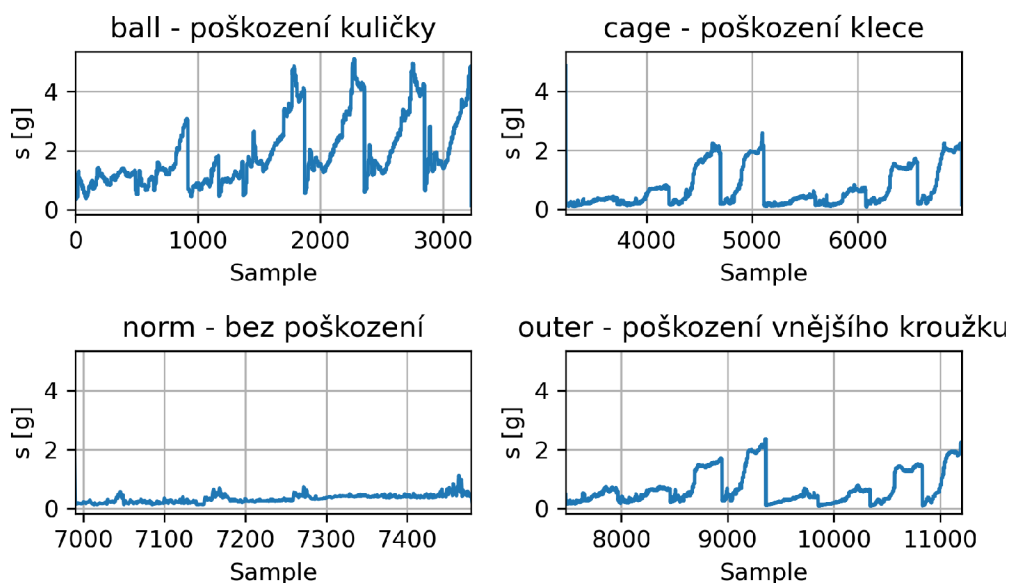 ball - poškození kuličky
cage - poškození klece
s [g]
4
2
0
0
1000
2000
3000
Sample
s [g]
4
2
0
4000
5000
6000
Sample
norm - bez poškození
outer - poškození vnějšího kroužku
s [g]
4
2
0
7000
7100
7200
7300
7400
Sample
s [g]
4
2
0
8000
9000
10000
11000
Sample